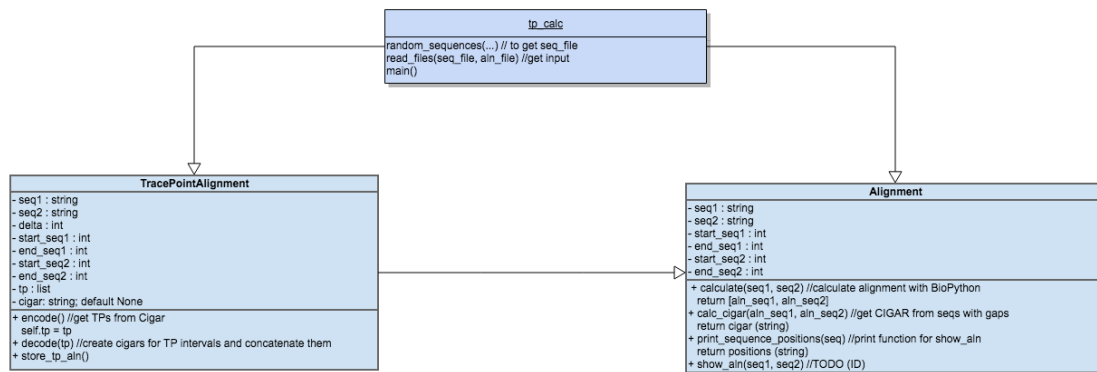 tp_calc
random_sequences(...) // to get seq_file
read_files(seq_file, aln_file) //get input
main()
TracePointAlignment
- seq1 : string
- seq2 : string
- delta : int
- start_seq1 : int
- end_seq1 : int
- start_seq2 : int
- end_seq2 : int
- tp : list
- cigar: string; default None
+ encode() //get TPs from Cigar
self.tp = tp
+ decode(tp) //create cigars for TP intervals and concatenate them
+ store_tp_aln()
Alignment
- seq1 : string
- seq2 : string
- start_seq1 : int
- end_seq1 : int
- start_seq2 : int
- end_seq2 : int
+ calculate(seq1, seq2) //calculate alignment with BioPython
return [aln_seq1, aln_seq2]
+ calc_cigar(aln_seq1, aln_seq2) //get CIGAR from seqs with gaps
return cigar (string)
+ print_sequence_positions(seq) //print function for show_aln
return positions (string)
+ show_aln(seq1, seq2) //TODO (ID)